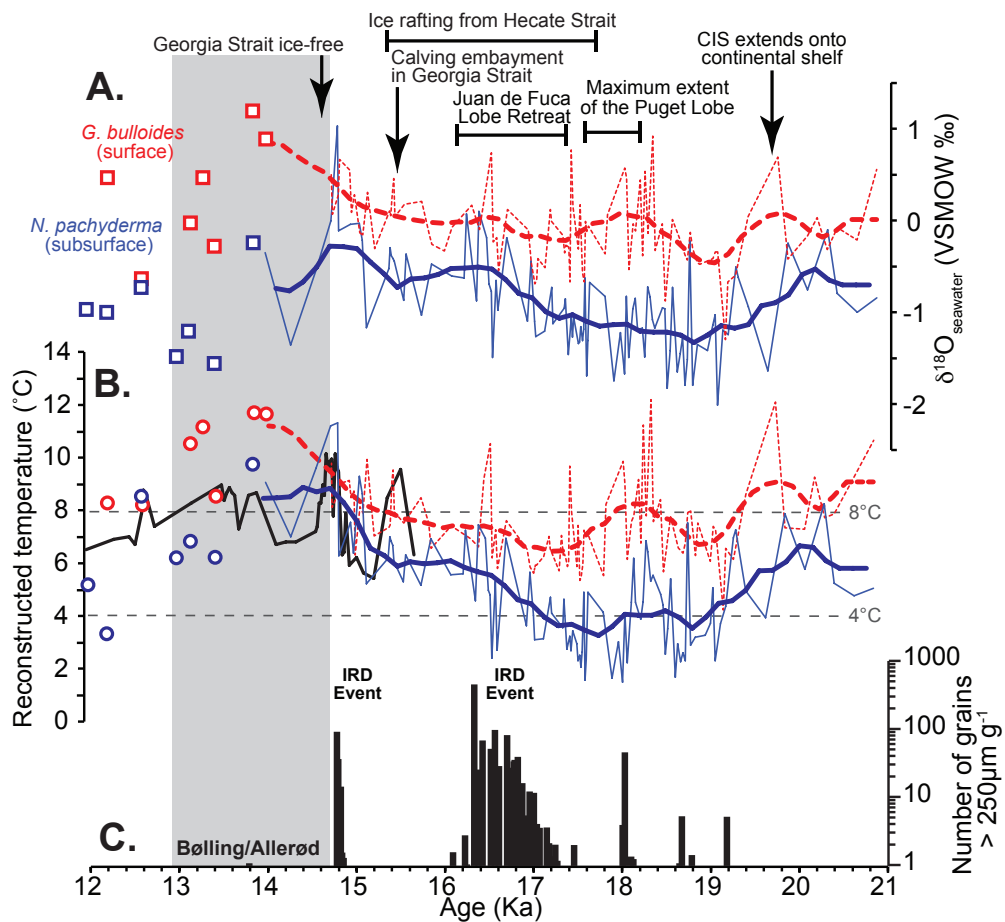 Ice rafting from Hecate Strait
Georgia Strait ice-free
Calving embayment
in Georgia Strait
CIS extends onto
continental shelf
Juan de Fuca
Lobe Retreat
Maximum extent
of the Puget Lobe
A.
G. bulloides
(surface)
N. pachyderma
(subsurface)
1
0
-1
-2
δ¹⁸Oseawater (VSMOW ‰)
B.
14
12
10
8
6
4
2
0
Reconstructed temperature (˚C)
8°C
4°C
IRD
Event
IRD
Event
1000
100
10
1
Number of grains
> 250µm g⁻¹
C.
Bølling/Allerød
12 13 14 15 16 17 18 19 20 21
Age (Ka)